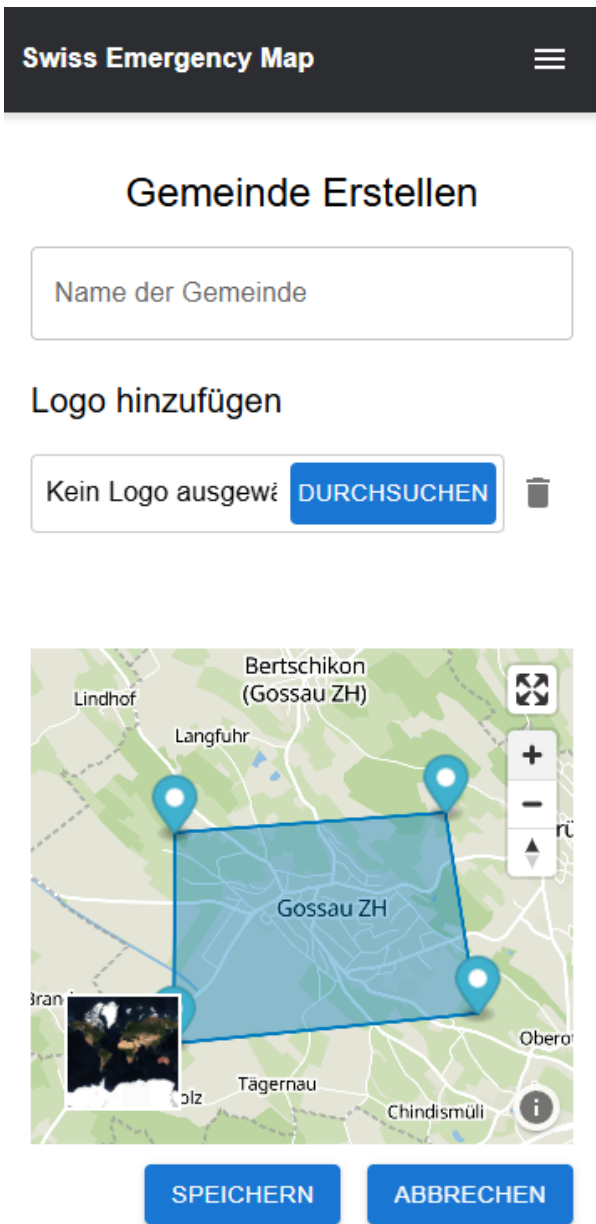 Swiss Emergency Map
Gemeinde Erstellen
Name der Gemeinde
Logo hinzufügen
Kein Logo ausgewä DURCHSUCHEN
Bertschikon
(Gossau ZH)
Lindhof
Langfuhr
Gossau ZH
Tägernau
Chindismüli
SPEICHERN ABBRECHEN